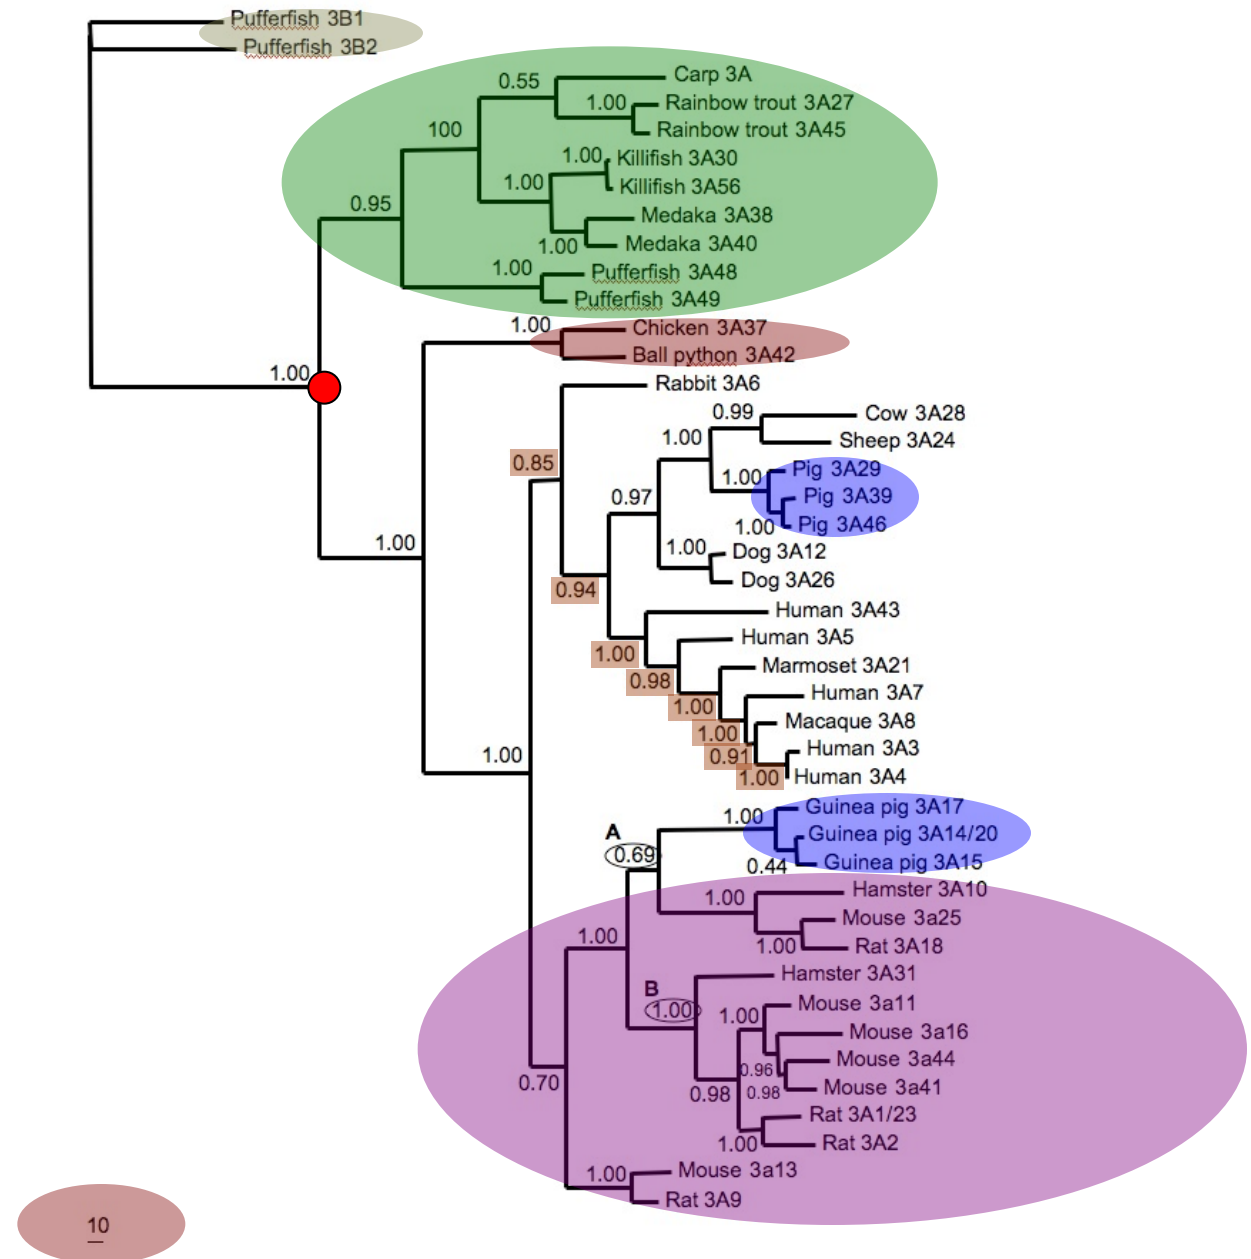 Pufferfish 3B1
Pufferfish 3B2
Carp 3A
0.55
1.00 Rainbow trout 3A27
100 Rainbow trout 3A45
1.00 Killifish 3A30
1.00 Killifish 3A56
0.95 Medaka 3A38
1.00 Medaka 3A40
1.00 Pufferfish 3A48
Pufferfish 3A49
1.00 Chicken 3A37
Ball python 3A42
1.00
Rabbit 3A6
0.99 Cow 3A28
1.00 Sheep 3A24
0.85 1.00 Pig 3A29
0.97 Pig 3A39
1.00 Pig 3A46
1.00 1.00 Dog 3A12
0.94 Dog 3A26
Human 3A43
Human 3A5
1.00 Marmoset 3A21
0.98 Human 3A7
1.00 Macaque 3A8
1.00 Human 3A3
1.00 0.91
1.00 Human 3A4
Guinea pig 3A17
1.00
A Guinea pig 3A14/20
0.69 0.44 Guinea pig 3A15
Hamster 3A10
1.00 Mouse 3a25
1.00 1.00 Rat 3A18
Hamster 3A31
B
1.00 Mouse 3a11
1.00 Mouse 3a16
Mouse 3a44
0.96
0.70 0.98 0.98 Mouse 3a41
Rat 3A1/23
1.00 Rat 3A2
1.00 Mouse 3a13
Rat 3A9
10